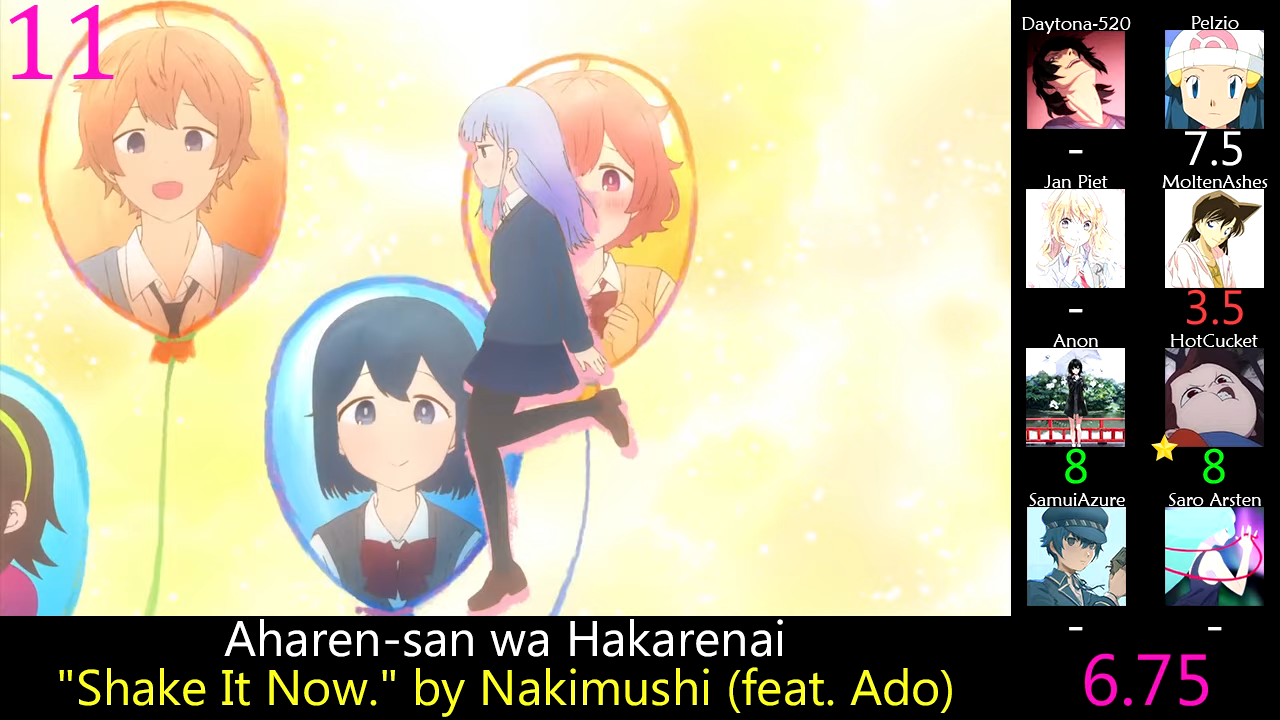 11
Daytona-520
Pelzio
-
7.5
Jan Piet
MoltenAshes
-
3.5
Anon
HotCucket
8
8
SamuiAzure
Saro Arsten
-
-
Aharen-san wa Hakarenai
"Shake It Now." by Nakimushi (feat. Ado)
6.75